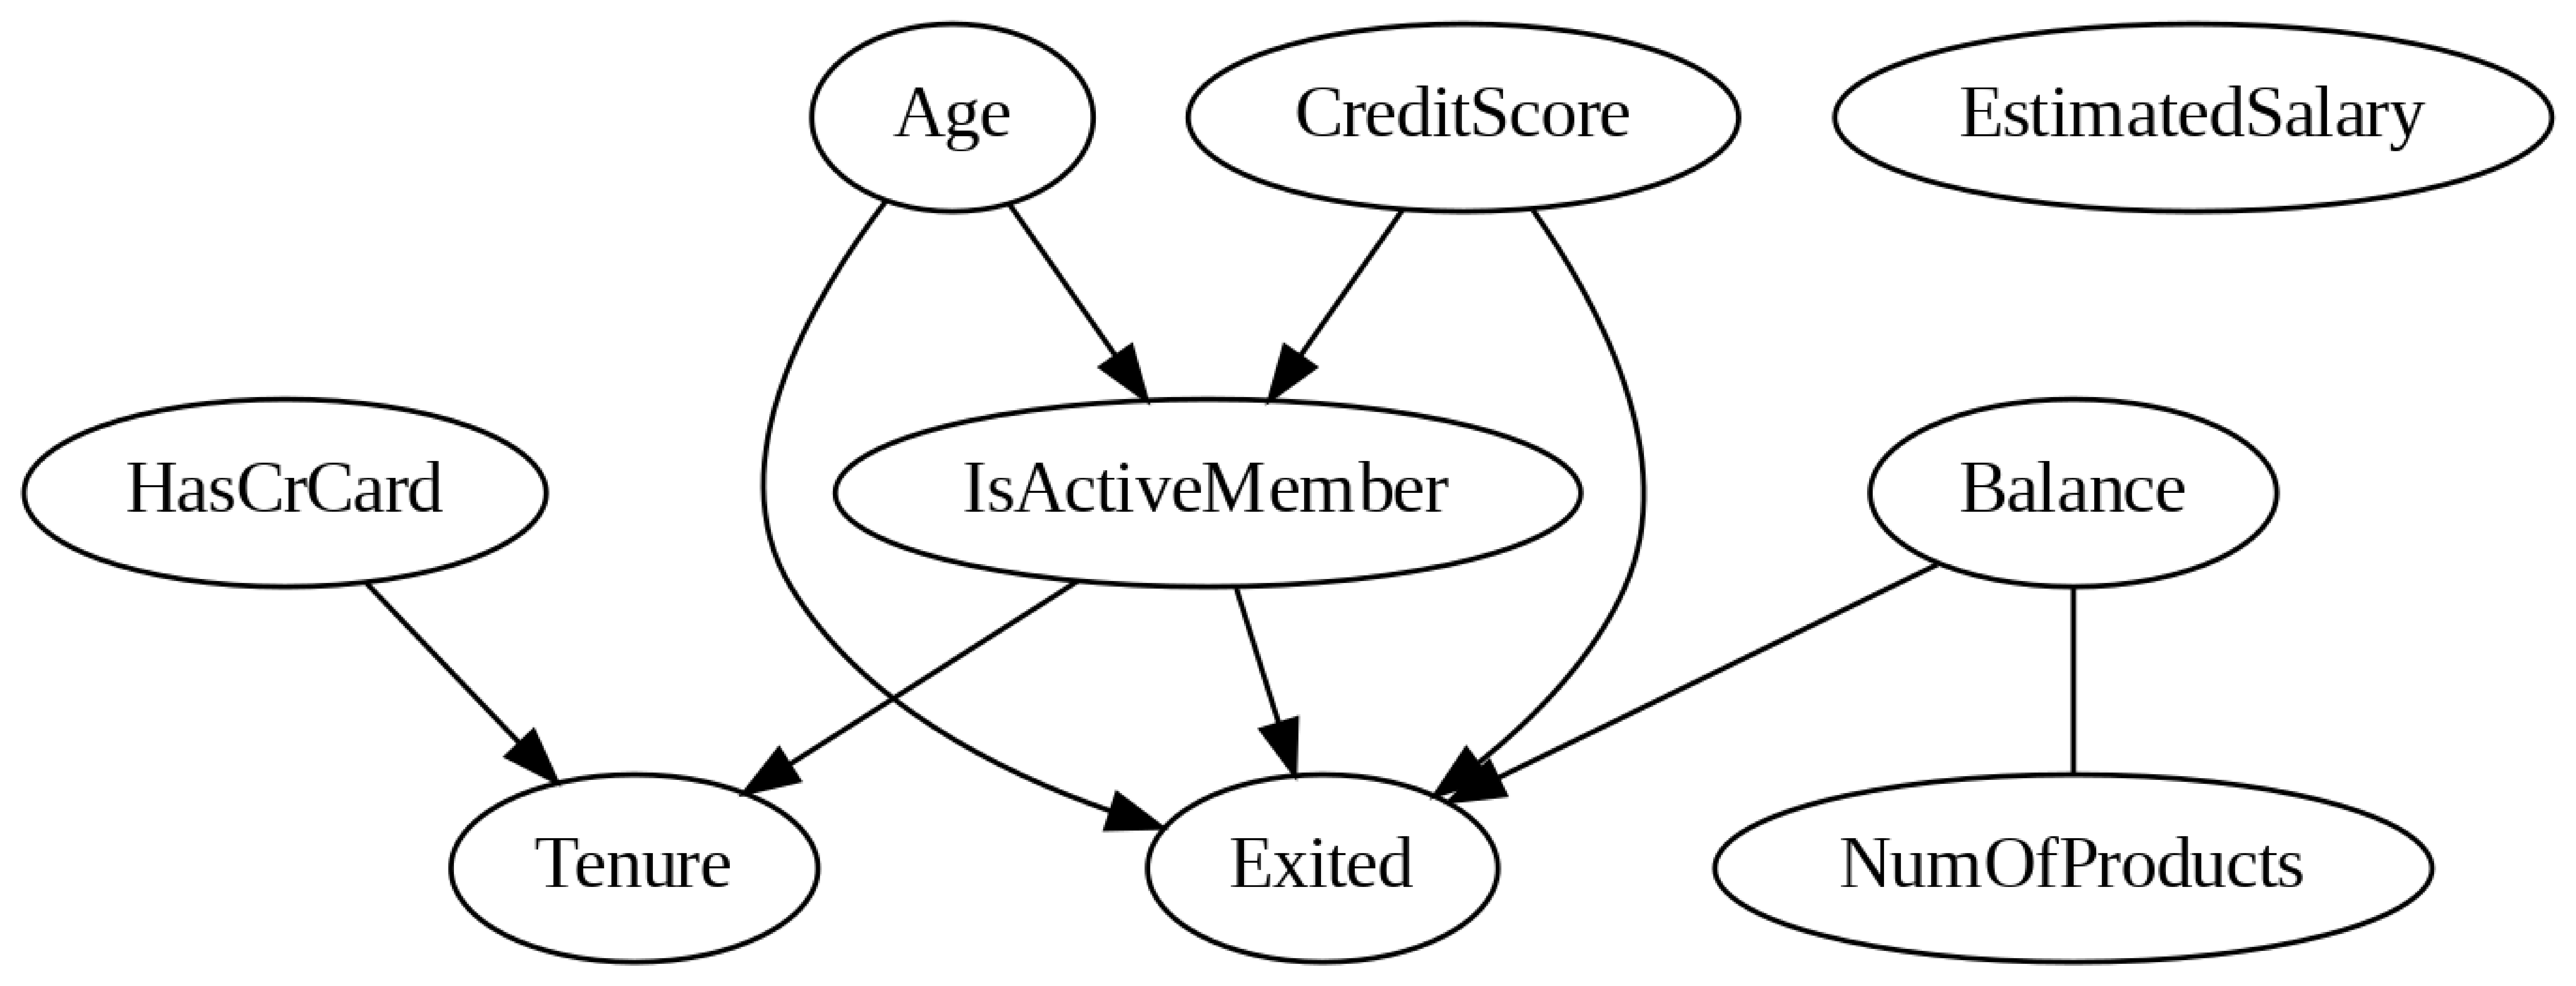 Age
CreditScore
EstimatedSalary
HasCrCard
IsActiveMember
Balance
Tenure
Exited
NumOfProducts